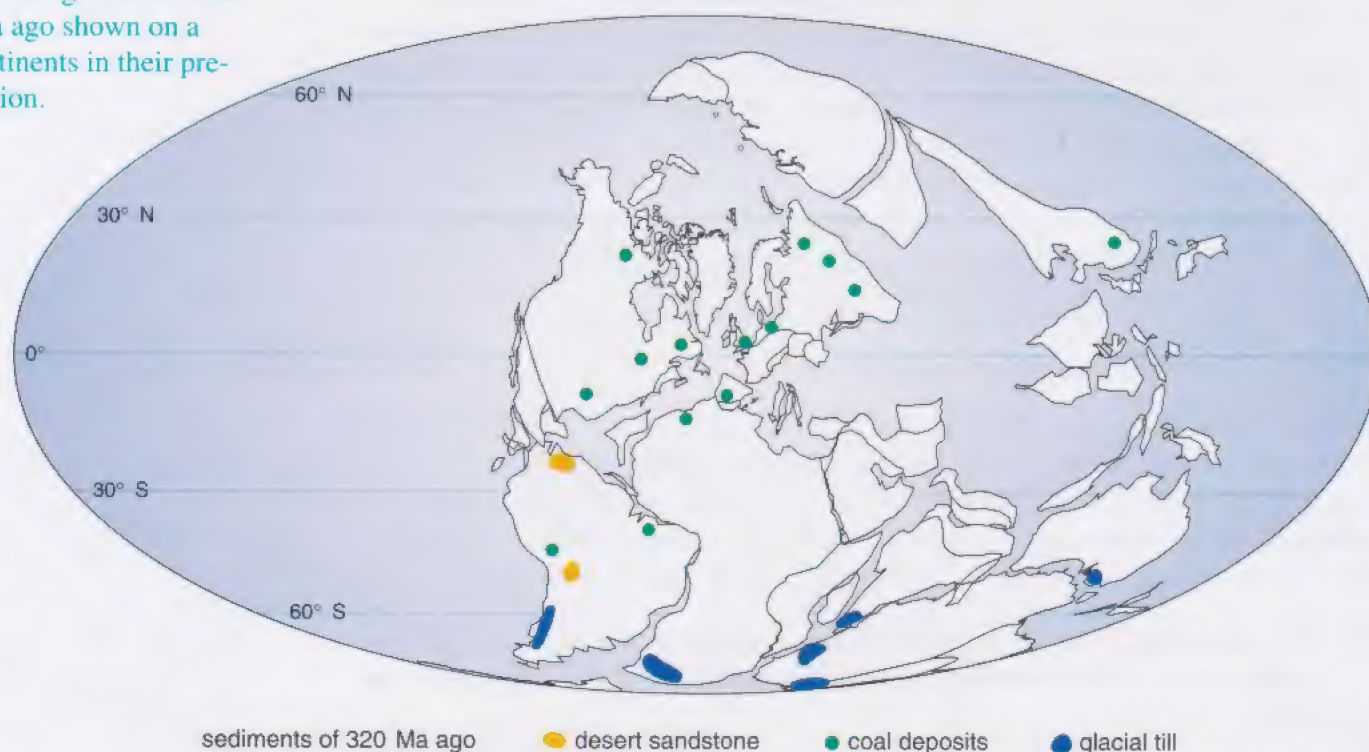 ago shown on a
tinents in their pre-
ion.
60° N
30° N
0°
30° S
60° S
sediments of 320 Ma ago
desert sandstone
coal deposits
glacial till